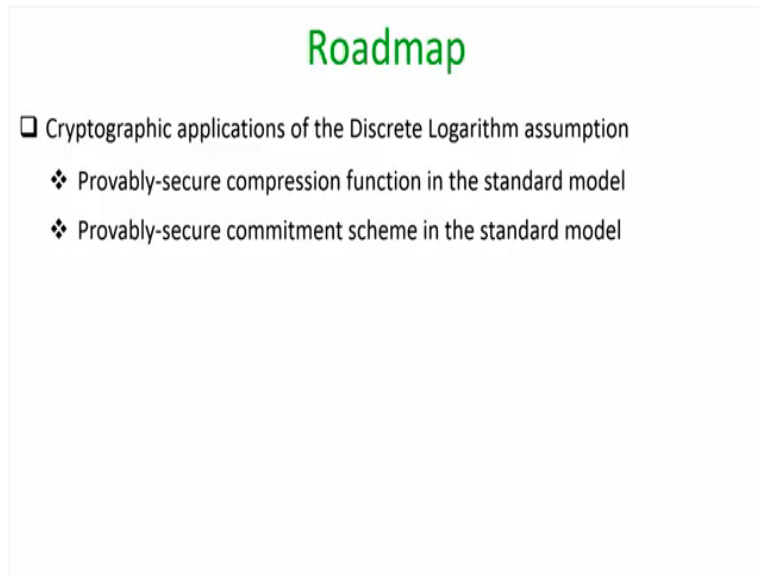 Roadmap
Cryptographic applications of the Discrete Logarithm assumption
Provably-secure compression function in the standard model
Provably-secure commitment scheme in the standard model